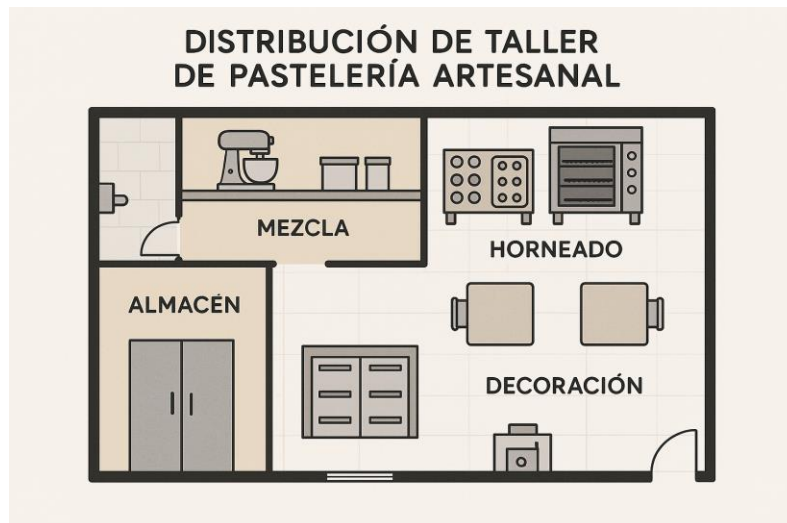 DISTRIBUCIÓN DE TALLER
DE PASTELERÍA ARTESANAL
MEZCLA
HORNEADO
ALMACÉN
DECORACIÓN